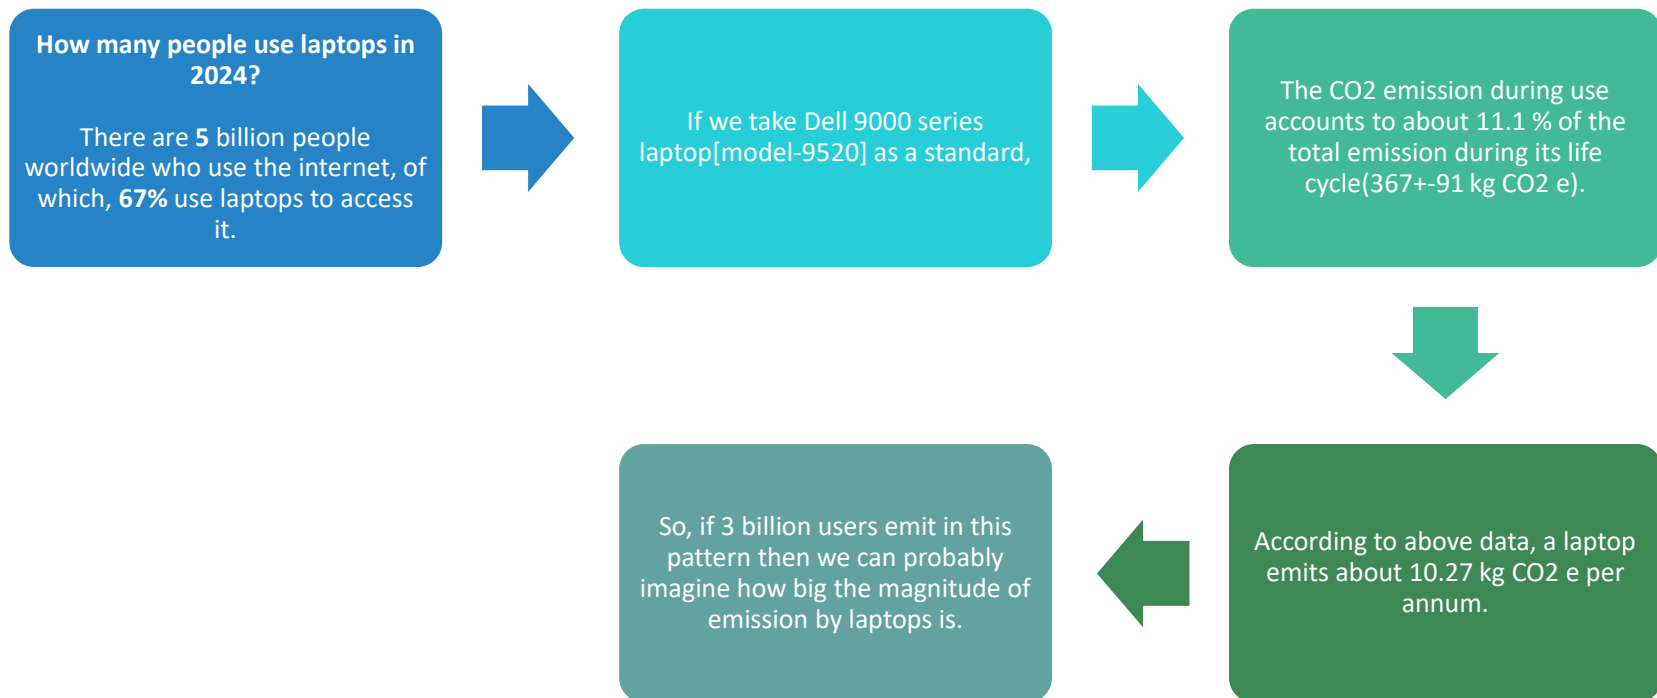 How many people use laptops in
2024?
There are 5 billion people
worldwide who use the internet, of
which, 67% use laptops to access
it.
If we take Dell 9000 series
laptop[model-9520] as a standard,
The CO2 emission during use
accounts to about 11.1 % of the
total emission during its life
cycle(367+-91 kg CO2 e).
According to above data, a laptop
emits about 10.27 kg CO2 e per
annum.
So, if 3 billion users emit in this
pattern then we can probably
imagine how big the magnitude of
emission by laptops is.